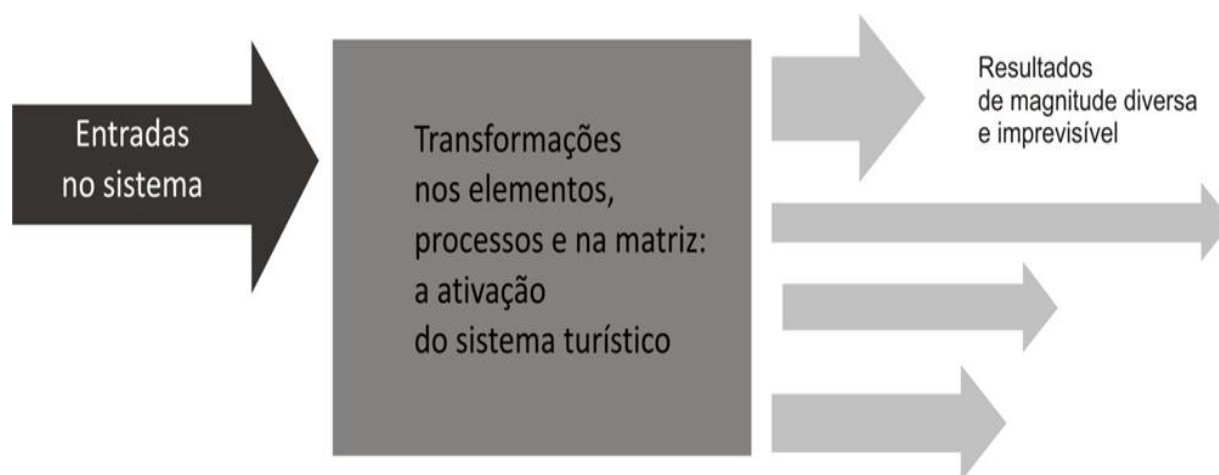 Entradas
no sistema
Transformações
nos elementos,
processos e na matriz:
a ativação
do sistema turístico
Resultados
de magnitude diversa
e imprevisível